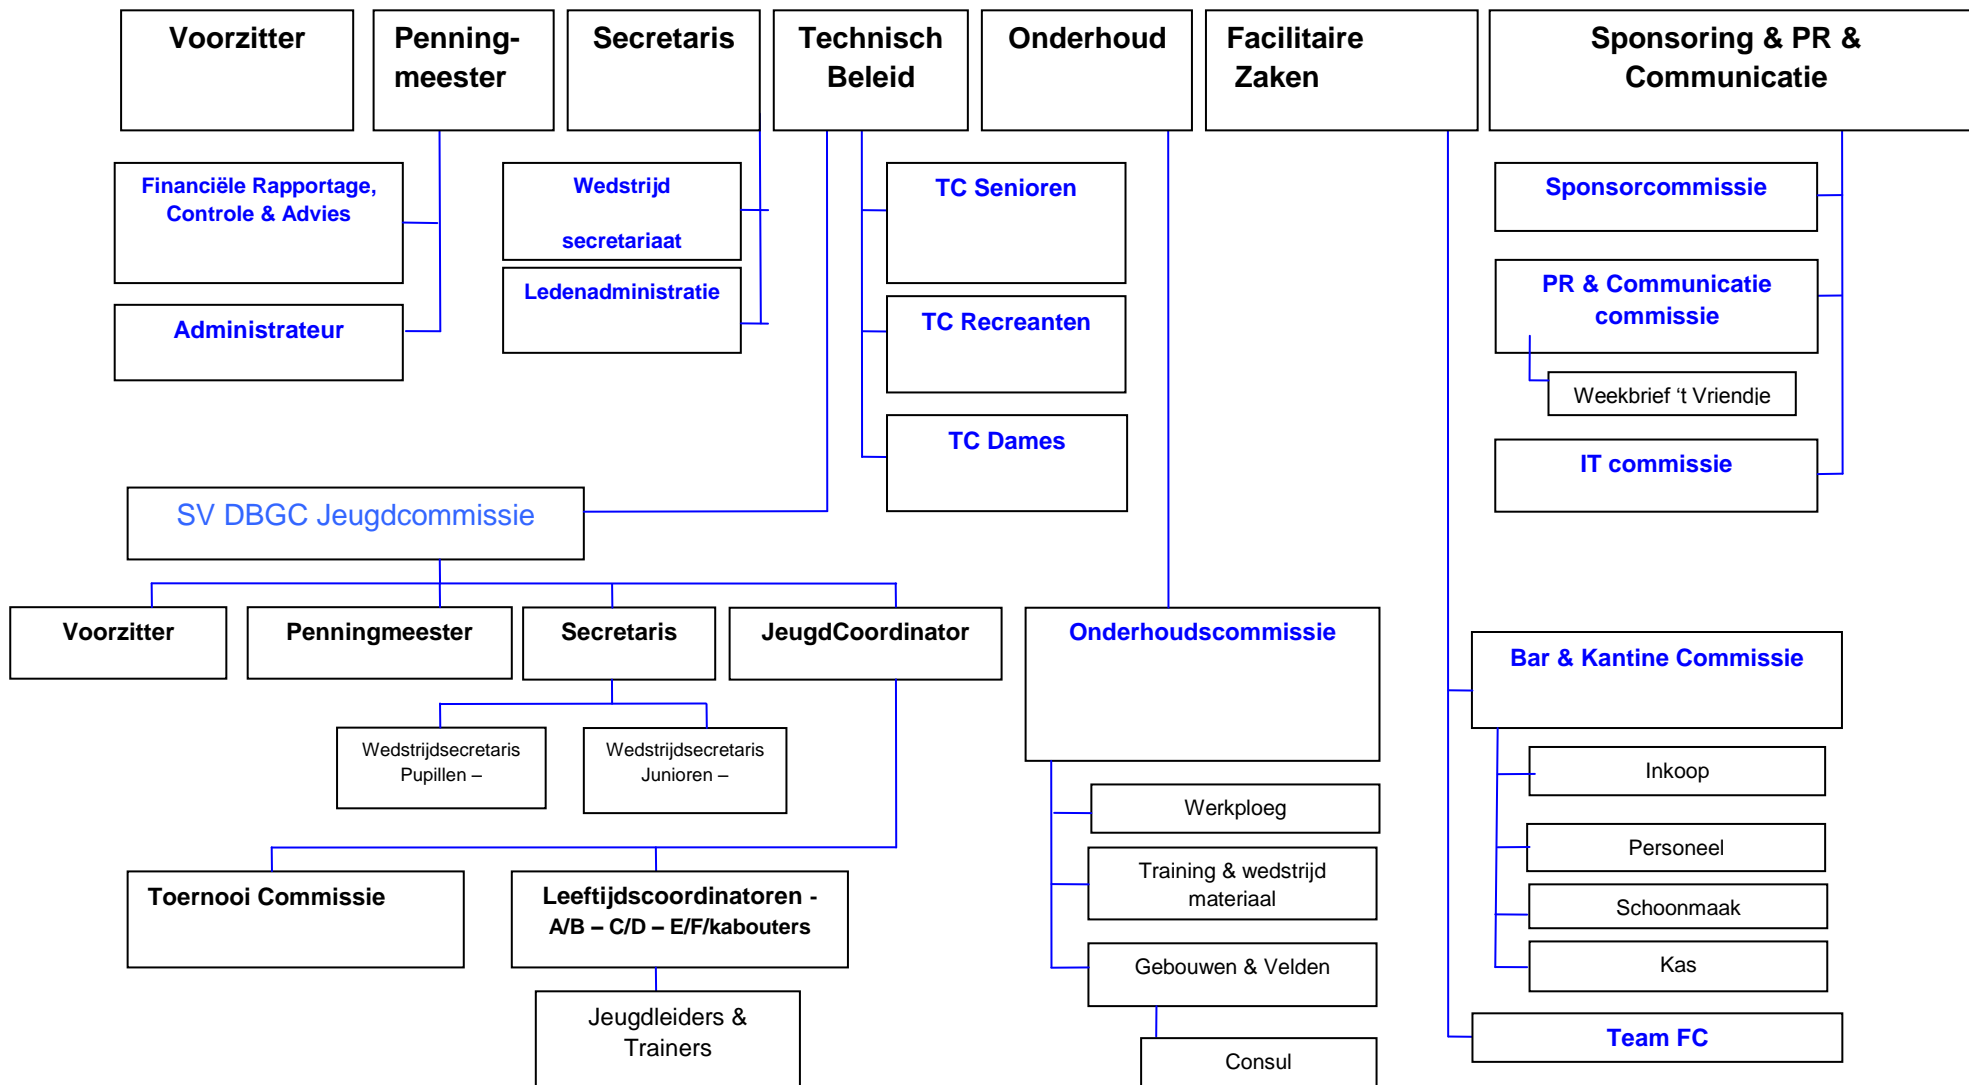 Voorzitter
Penning-
meester
Secretaris
Technisch
Beleid
Onderhoud
Facilitaire
Zaken
Sponsoring & PR &
Communicatie
Financiële Rapportage,
Controle & Advies
Administrateur
Wedstrijd
secretariaat
Ledenadministratie
TC Senioren
TC Recreanten
TC Dames
Sponsorcommissie
PR & Communicatie
commissie
Weekbrief ‘t Vriendje
IT commissie
SV DBGC Jeugdcommissie
Voorzitter
Penningmeester
Secretaris
JeugdCoordinator
Wedstrijdsecretaris
Pupillen –
Wedstrijdsecretaris
Junioren –
Toernooi Commissie
Leeftijdscoordinatoren -
A/B – C/D – E/F/kabouters
Jeugdleiders &
Trainers
Onderhoudscommissie
Werkploeg
Training & wedstrijd
materiaal
Gebouwen & Velden
Consul
Bar & Kantine Commissie
Inkoop
Personeel
Schoonmaak
Kas
Team FC